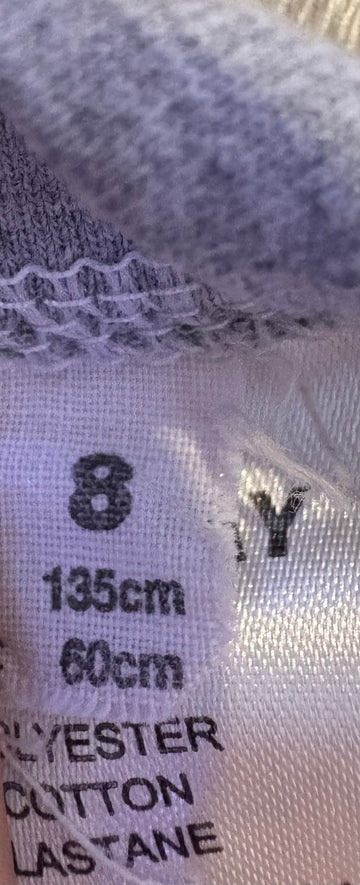 8
Y
135cm
60cm
LYESTER
COTTON
LASTANE